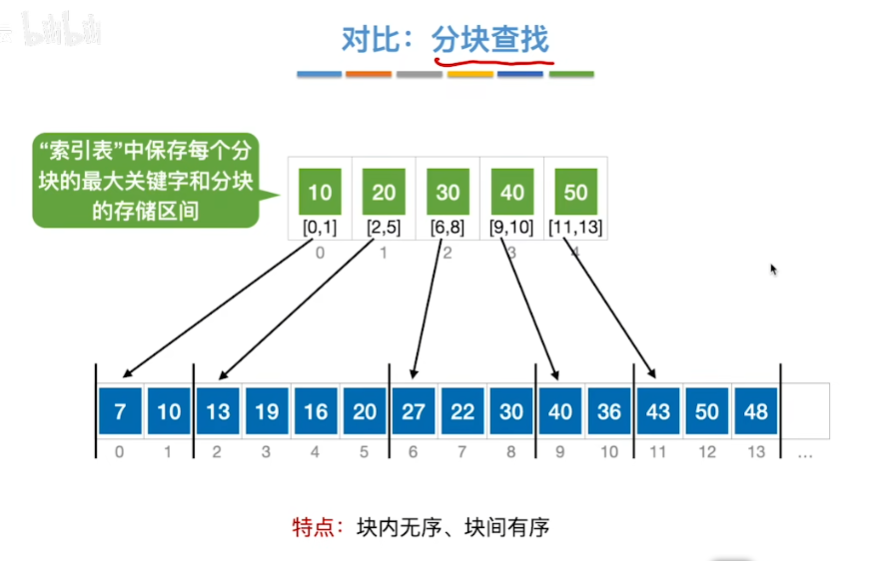 bilibili
对比：分块查找
“索引表”中保存每个分
块的最大关键字和分块
的存储区间
10 20 30 40 50
[0,1] [2,5] [6,8] [9,10] [11,13]
0 1 2 3 4
7 10 13 19 16 20 27 22 30 40 36 43 50 48
0 1 2 3 4 5 6 7 8 9 10 11 12 13 ...
特点：块内无序、块间有序